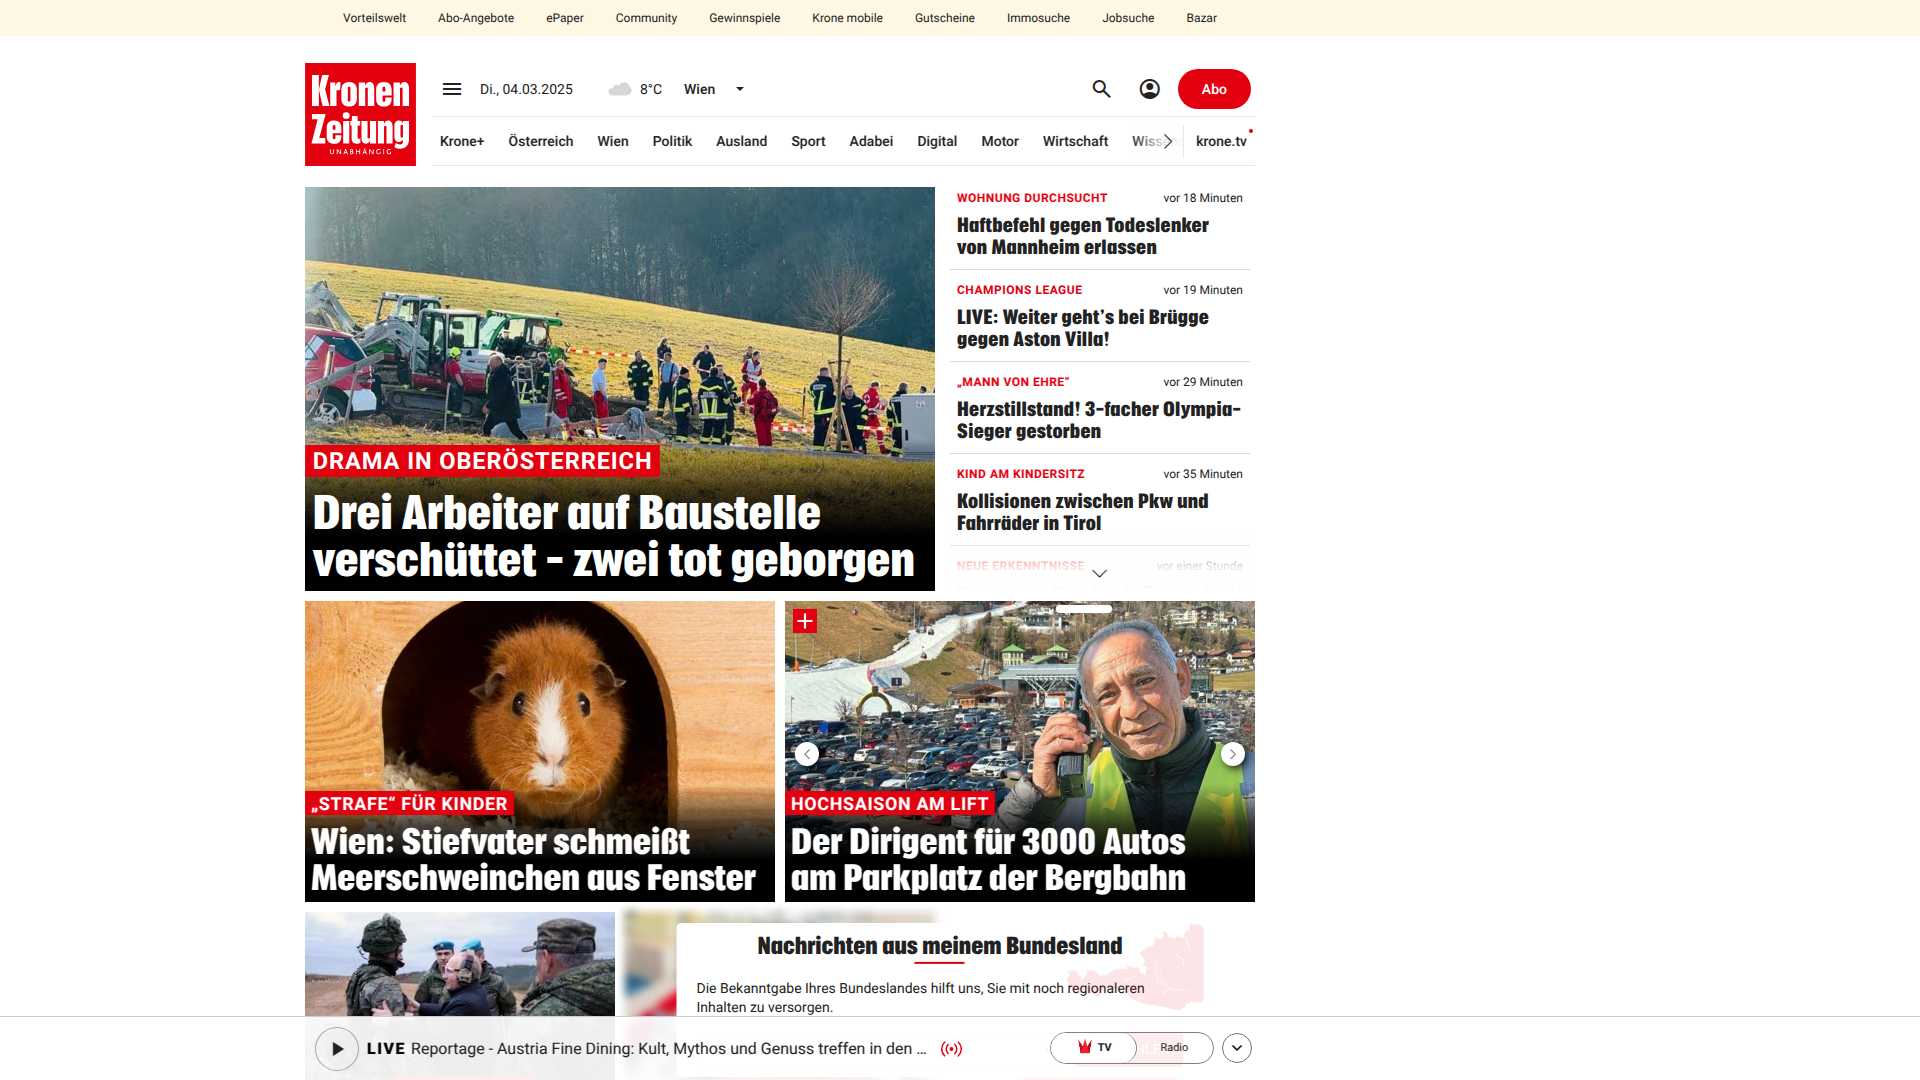 Vorteilswelt Abo-Angebote ePaper Community Gewinnspiele Krone mobile Gutscheine Immosuche Jobsuche Bazar
Kronen
Zeitung
UNABHÄNGIG
Di., 04.03.2025 8°C Wien Abo
Krone+ Österreich Wien Politik Ausland Sport Adabei Digital Motor Wirtschaft krone.tv
DRAMA IN OBERÖSTERREICH
Drei Arbeiter auf Baustelle
verschüttet – zwei tot geborgen
WOHNUNG DURCHSUCHT vor 18 Minuten
Haftbefehl gegen Todeslenker
von Mannheim erlassen
CHAMPIONS LEAGUE vor 19 Minuten
LIVE: Weiter geht’s bei Brügge
gegen Aston Villa!
„MANN VON EHRE“ vor 29 Minuten
Herzstillstand! 3-facher Olympia-
Sieger gestorben
KIND AM KINDERSITZ vor 35 Minuten
Kollisionen zwischen Pkw und
Fahrräder in Tirol
NEUE ERKENNTNISSE vor einer Stunde
„STRAFE“ FÜR KINDER
Wien: Stiefvater schmeißt
Meerschweinchen aus Fenster
HOCHSAISON AM LIFT
Der Dirigent für 3000 Autos
am Parkplatz der Bergbahn
Nachrichten aus meinem Bundesland
Die Bekanntgabe Ihres Bundeslandes hilft uns, Sie mit noch regionaleren
Inhalten zu versorgen.
LIVE Reportage - Austria Fine Dining: Kult, Mythos und Genuss treffen in den ... TV Radio